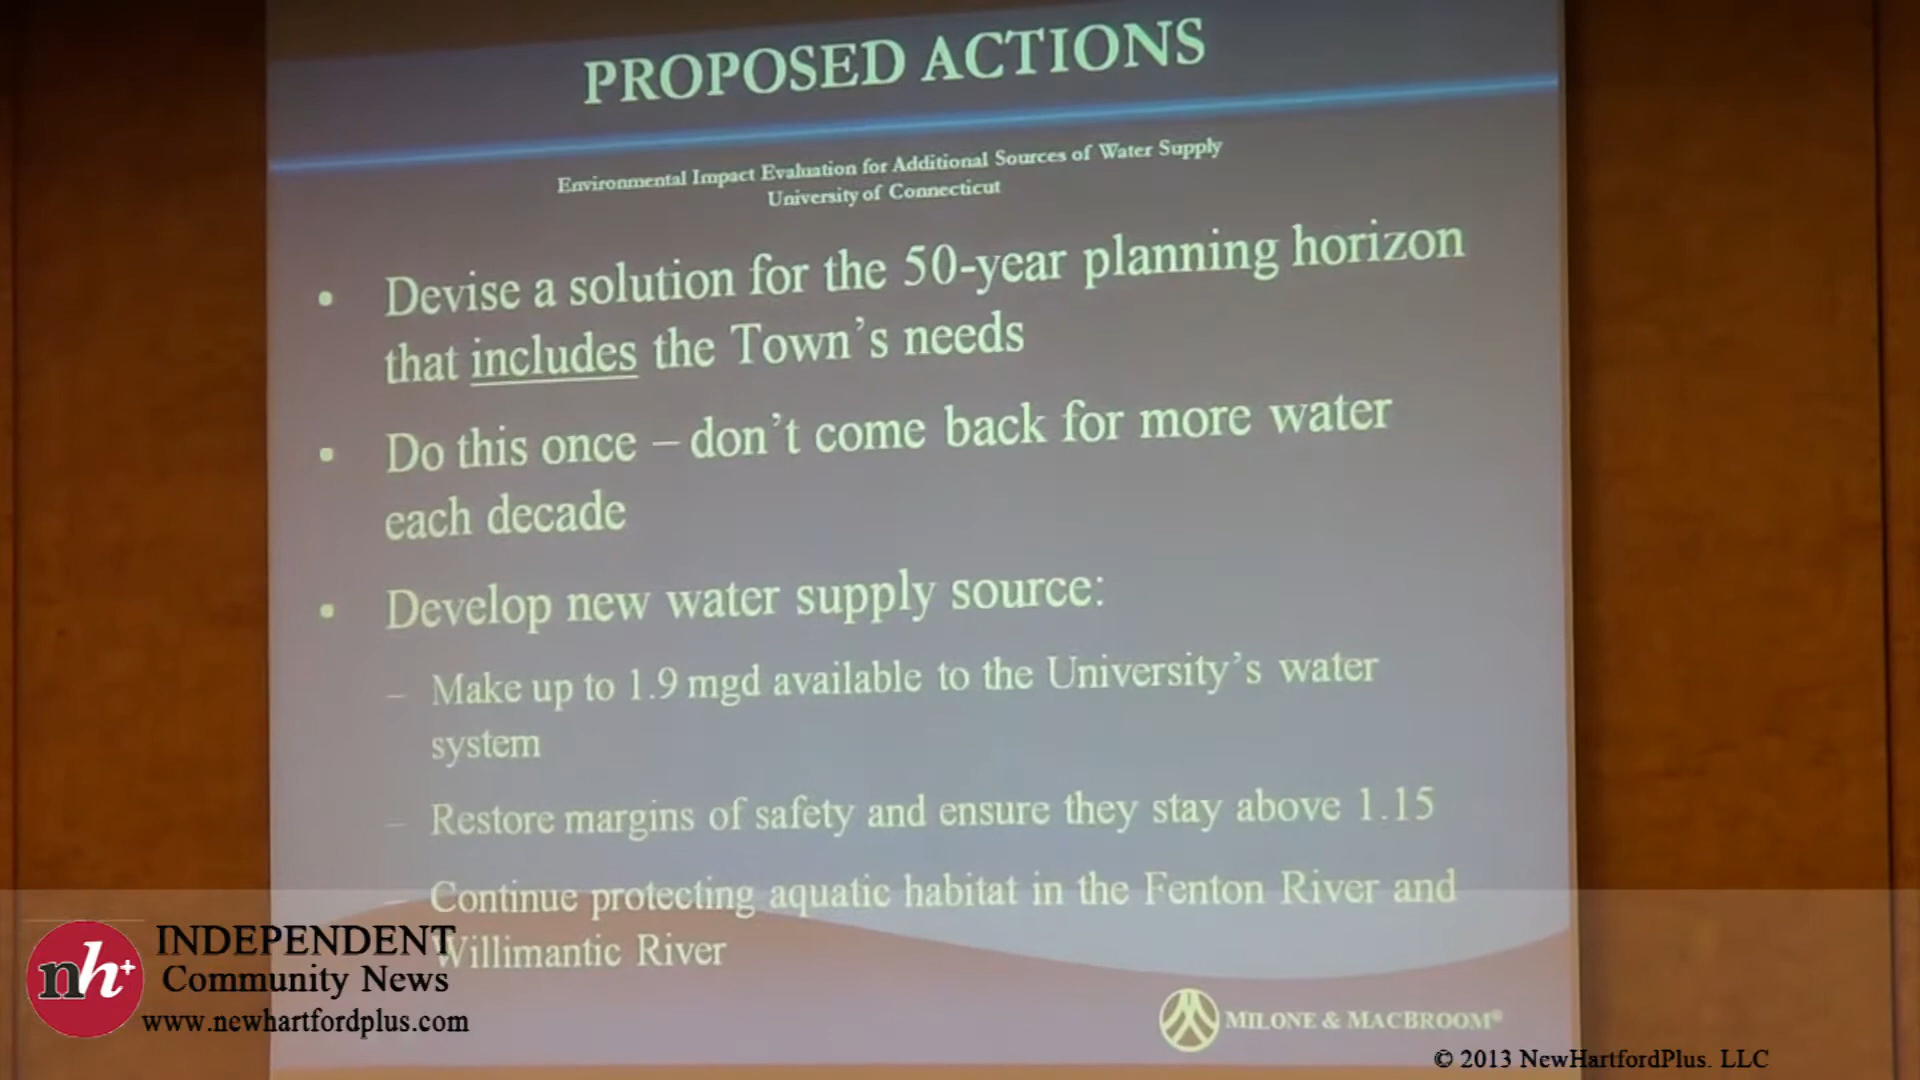 PROPOSED ACTIONS
Environmental Impact Evaluation for Additional Sources of Water Supply
University of Connecticut
• Devise a solution for the 50-year planning horizon
that includes the Town's needs
• Do this once – don't come back for more water
each decade
• Develop new water supply source:
– Make up to 1.9 mgd available to the University's water
system
– Restore margins of safety and ensure they stay above 1.15
– Continue protecting aquatic habitat in the Fenton River and
Willimantic River
MILONE & MACBROOM®
nh+
INDEPENDENT
Community News
www.newhartfordplus.com
© 2013 NewHartfordPlus. LLC